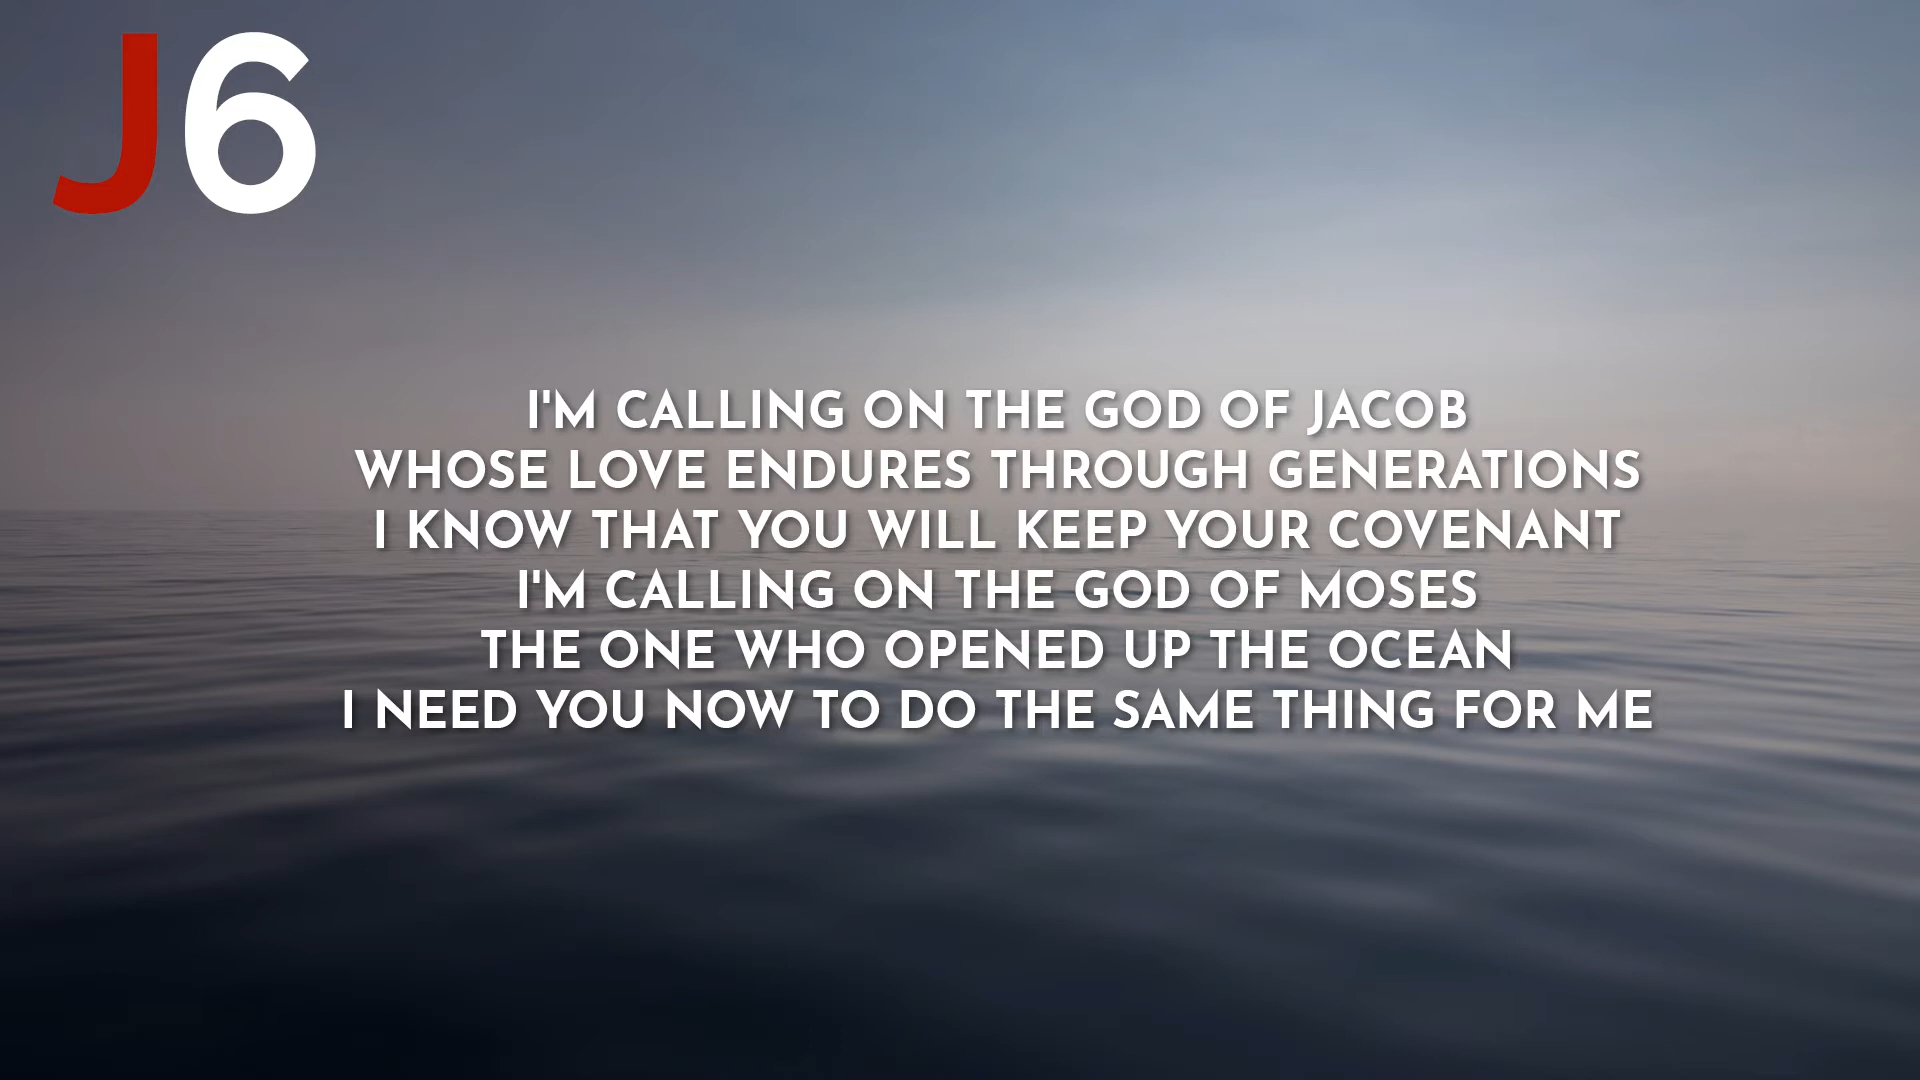 J6
I'M CALLING ON THE GOD OF JACOB
WHOSE LOVE ENDURES THROUGH GENERATIONS
I KNOW THAT YOU WILL KEEP YOUR COVENANT
I'M CALLING ON THE GOD OF MOSES
THE ONE WHO OPENED UP THE OCEAN
I NEED YOU NOW TO DO THE SAME THING FOR ME